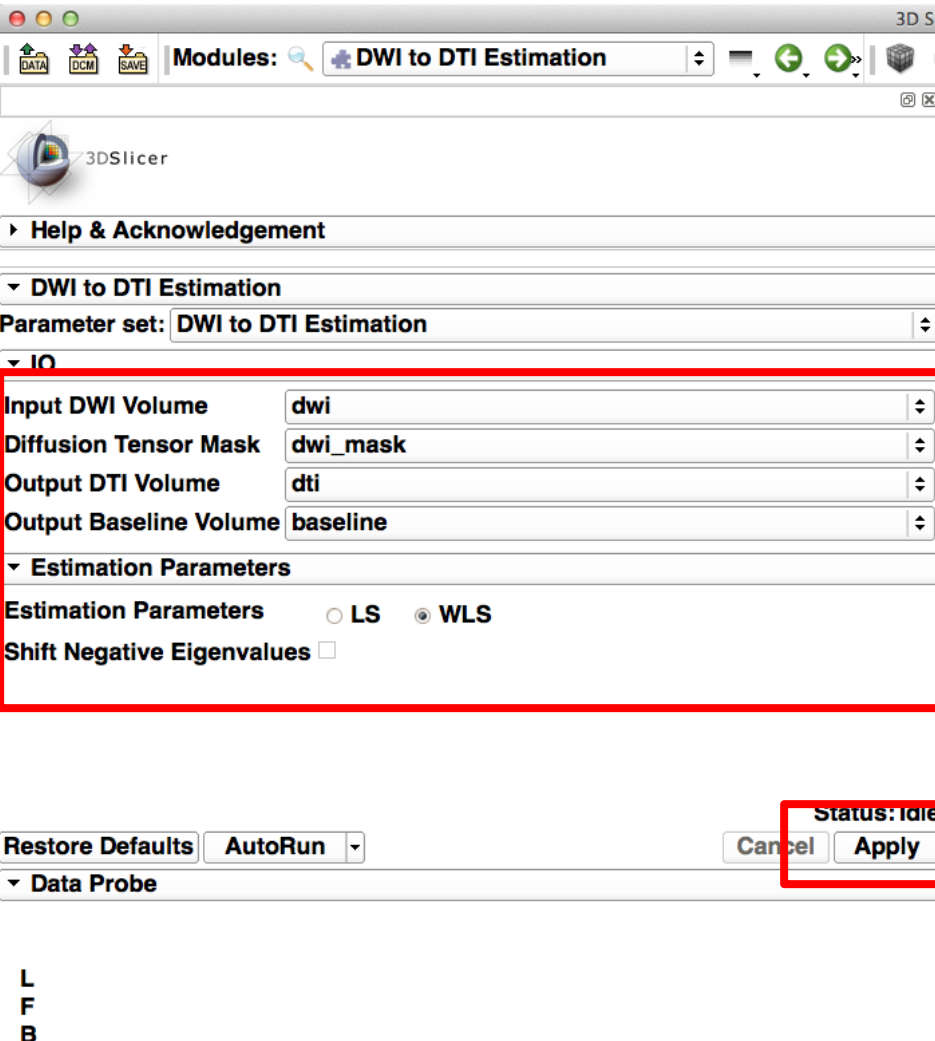 3D S
DATA DCM SAVE Modules: DWI to DTI Estimation »
3DSlicer
Help & Acknowledgement
DWI to DTI Estimation
Parameter set: DWI to DTI Estimation
IO
Input DWI Volume dwi
Diffusion Tensor Mask dwi_mask
Output DTI Volume dti
Output Baseline Volume baseline
Estimation Parameters
Estimation Parameters LS WLS
Shift Negative Eigenvalues
Status: Idle
Restore Defaults AutoRun Cancel Apply
Data Probe
L
F
B